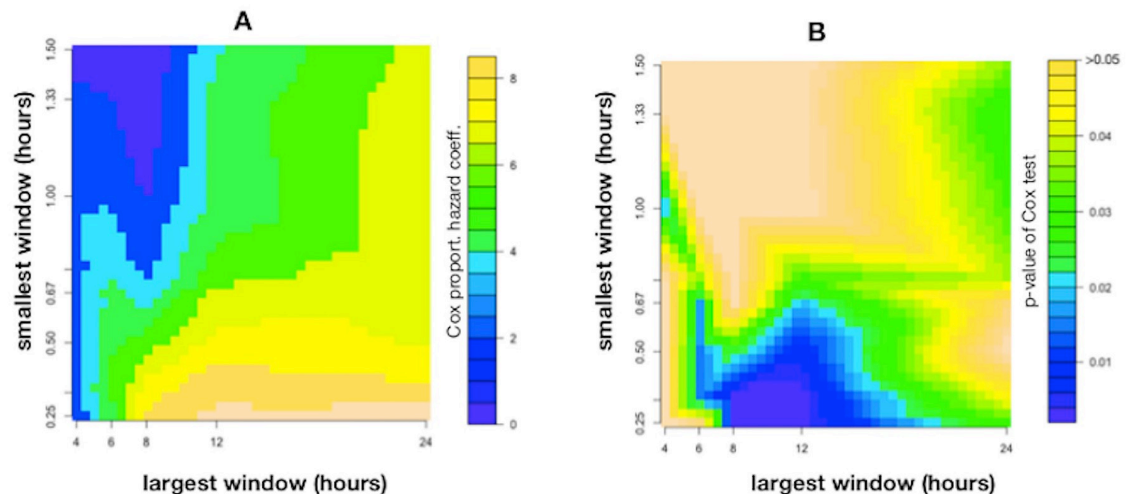 A
smallest window (hours)
1.50
1.33
1.00
0.67
0.50
0.25
4 6 8 12 24
largest window (hours)
Cox proport. hazard coeff.
8
6
4
2
0
B
smallest window (hours)
1.50
1.33
1.00
0.67
0.50
0.25
4 6 8 12 24
largest window (hours)
p-value of Cox test
>0.05
0.04
0.03
0.02
0.01